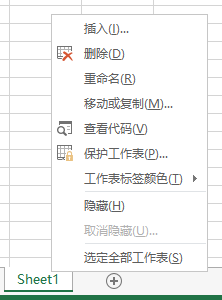 插入(I)...
删除(D)
重命名(R)
移动或复制(M)...
查看代码(V)
保护工作表(P)...
工作表标签颜色(T)
隐藏(H)
取消隐藏(U)...
选定全部工作表(S)
Sheet1